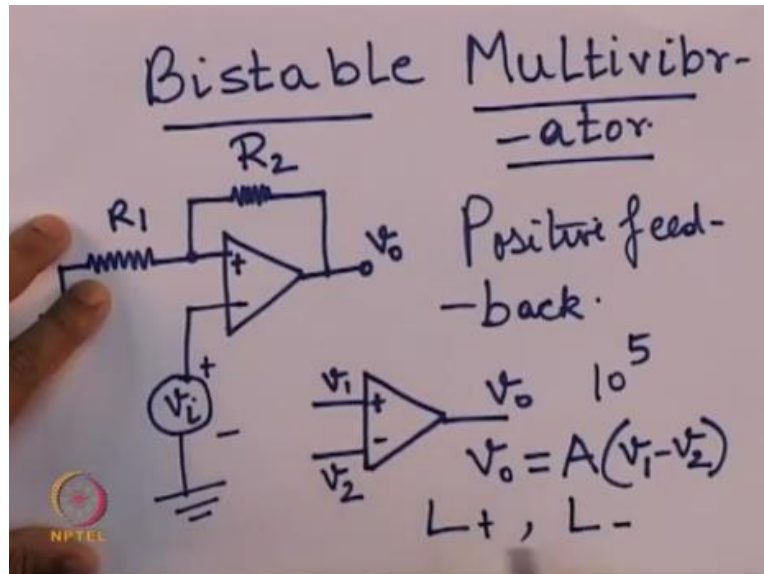 Bistable Multivibr-
-ator.
R2
R1
+
-
vo
Positive feed-
-back.
+
vi
-
v1
+
-
v2
vo
10^5
vo = A(v1-v2)
L+, L-
NPTEL